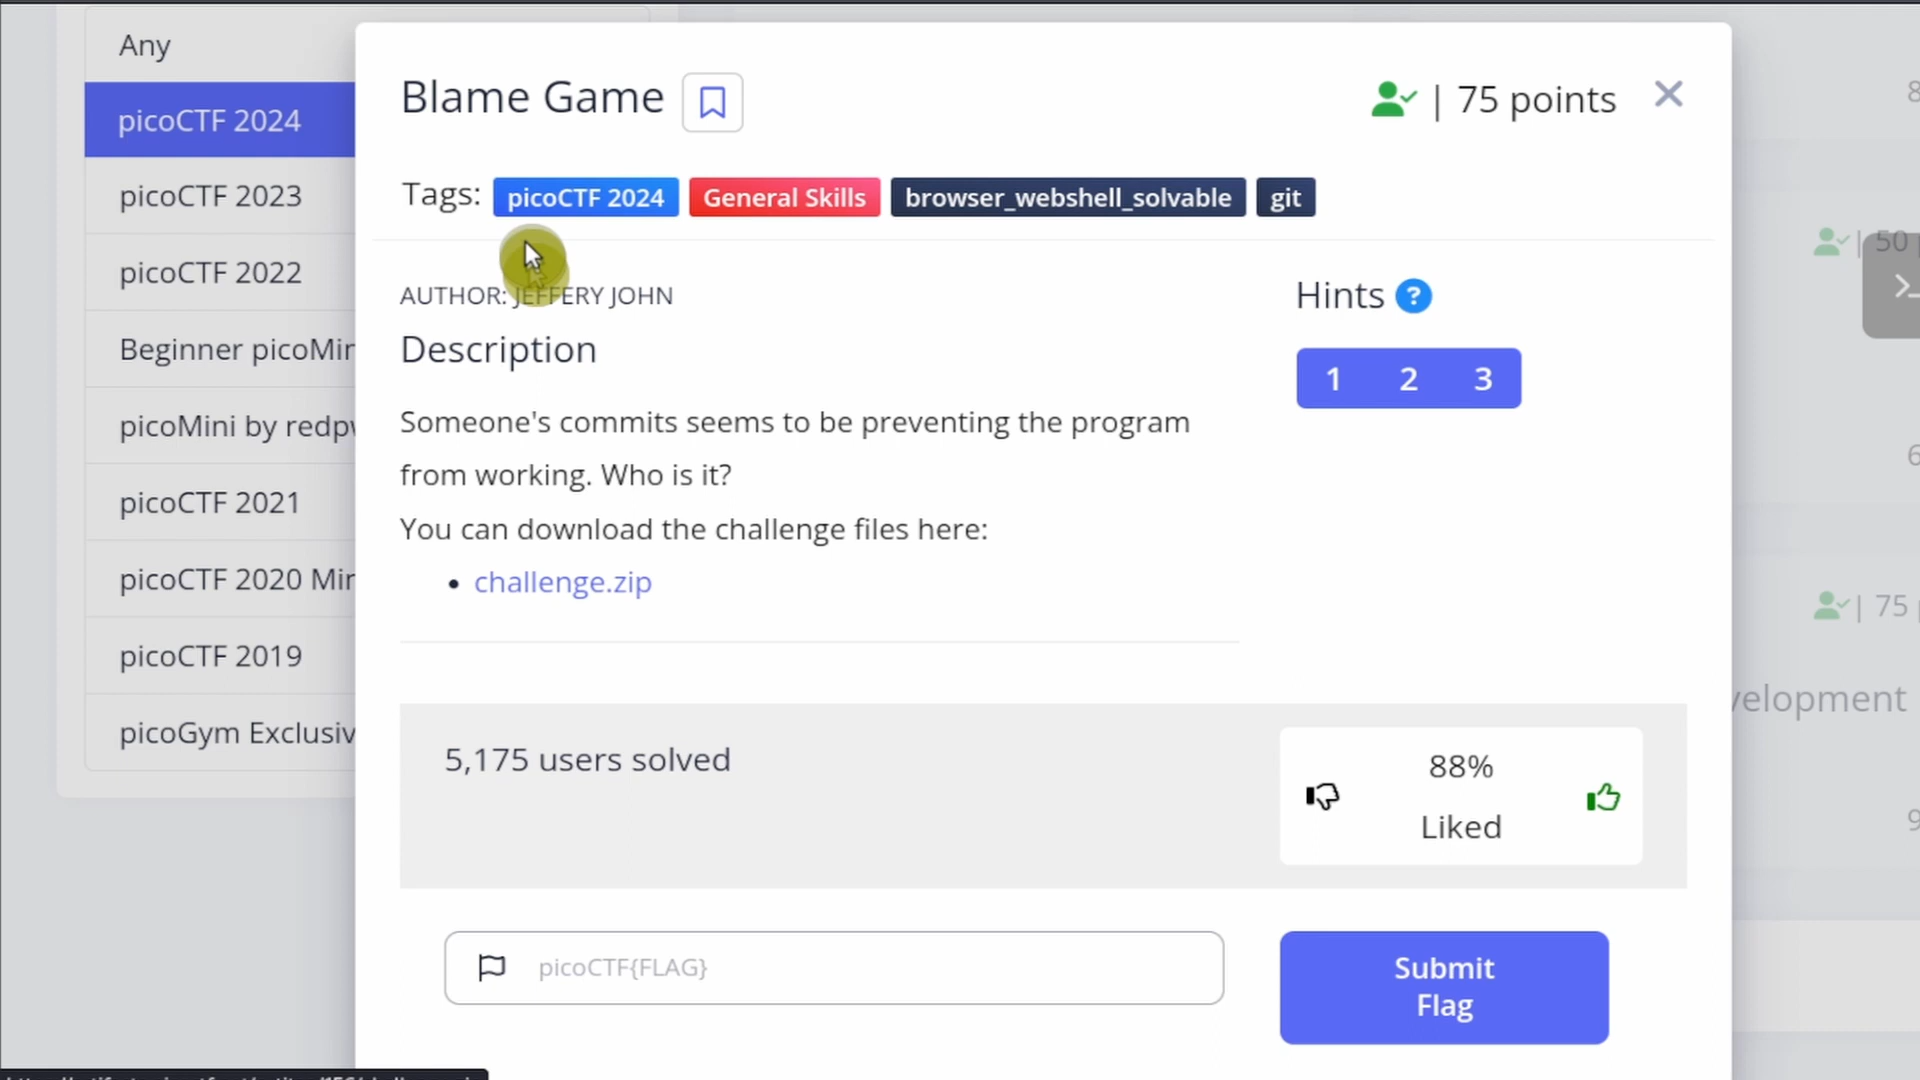 Any
picoCTF 2024
picoCTF 2023
picoCTF 2022
Beginner picoMin
picoMini by redpw
picoCTF 2021
picoCTF 2020 Min
picoCTF 2019
picoGym Exclusiv
Blame Game
| 75 points
Tags: picoCTF 2024 General Skills browser_webshell_solvable git
AUTHOR: JEFFERY JOHN
Description
Someone's commits seems to be preventing the program
from working. Who is it?
You can download the challenge files here:
• challenge.zip
Hints ?
1 2 3
5,175 users solved
88%
Liked
picoCTF{FLAG}
Submit
Flag
| 50
>_
| 75
velopment